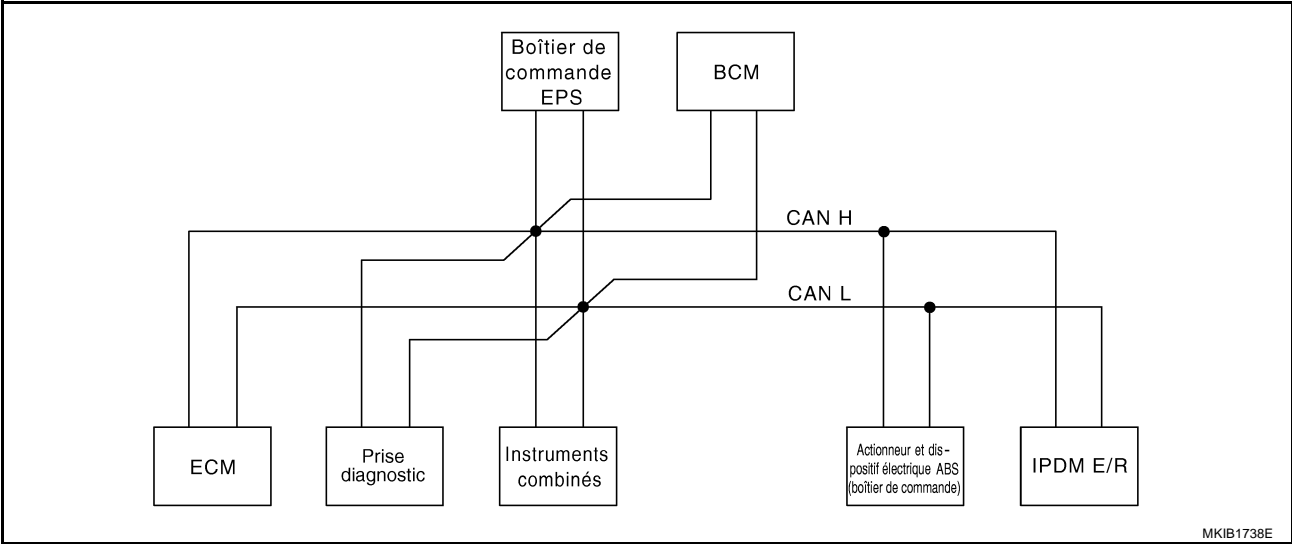 Boîtier de
commande
EPS
BCM
CAN H
CAN L
ECM
Prise
diagnostic
Instruments
combinés
Actionneur et dis-
positif électrique ABS
(boîtier de commande)
IPDM E/R
MKIB1738E